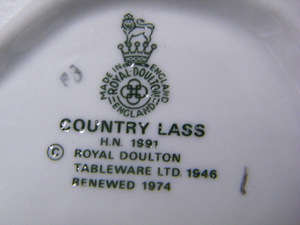 MADE IN ENGLAND
ROYAL DOULTON
ENGLAND
COUNTRY LASS
H.N. 1991
© ROYAL DOULTON
TABLEWARE LTD. 1946
RENEWED 1974